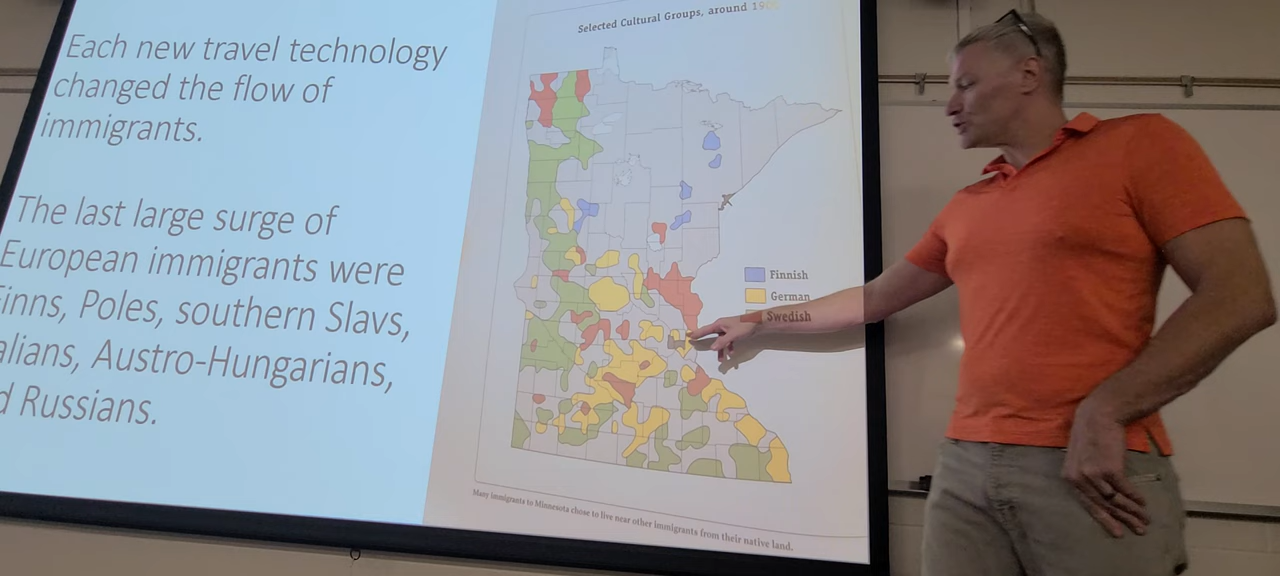 Each new travel technology
changed the flow of
immigrants.
The last large surge of
European immigrants were
inns, Poles, southern Slavs,
alians, Austro-Hungarians,
d Russians.
Selected Cultural Groups, around 190
Finnish
German
Swedish
Many immigrants to Minnesota chose to live near other immigrants from their native land.